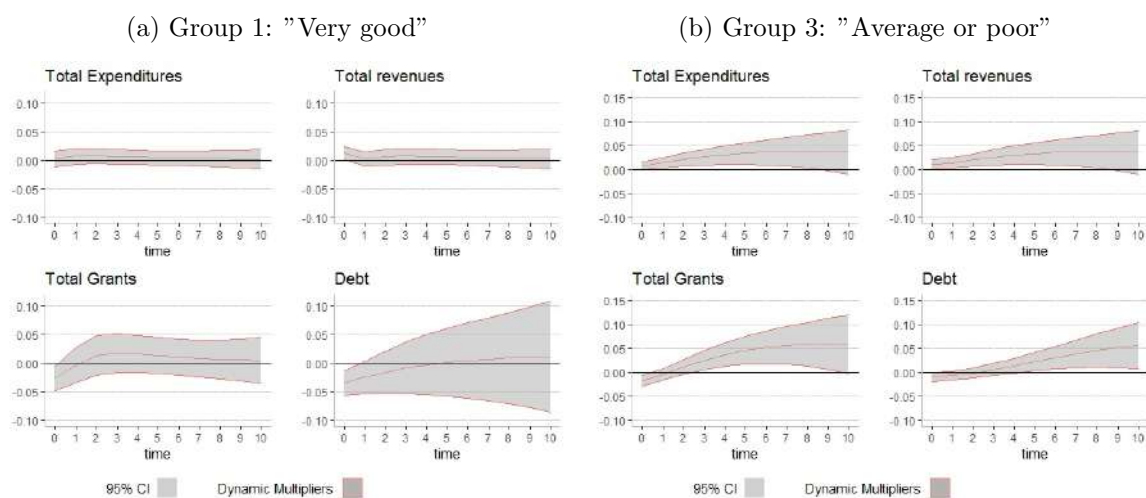 (a) Group 1: ”Very good”
(b) Group 3: ”Average or poor”
Total Expenditures
0.10
0.05
0.00
-0.05
-0.10
0 1 2 3 4 5 6 7 8 9 10
time
Total revenues
0.10
0.05
0.00
-0.05
-0.10
0 1 2 3 4 5 6 7 8 9 10
time
Total Expenditures
0.15
0.10
0.05
0.00
-0.05
-0.10
0 1 2 3 4 5 6 7 8 9 10
time
Total revenues
0.15
0.10
0.05
0.00
-0.05
-0.10
0 1 2 3 4 5 6 7 8 9 10
time
Total Grants
0.10
0.05
0.00
-0.05
-0.10
0 1 2 3 4 5 6 7 8 9 10
time
Debt
0.10
0.05
0.00
-0.05
-0.10
0 1 2 3 4 5 6 7 8 9 10
time
Total Grants
0.15
0.10
0.05
0.00
-0.05
-0.10
0 1 2 3 4 5 6 7 8 9 10
time
Debt
0.15
0.10
0.05
0.00
-0.05
-0.10
0 1 2 3 4 5 6 7 8 9 10
time
95% CI Dynamic Multipliers
95% CI Dynamic Multipliers